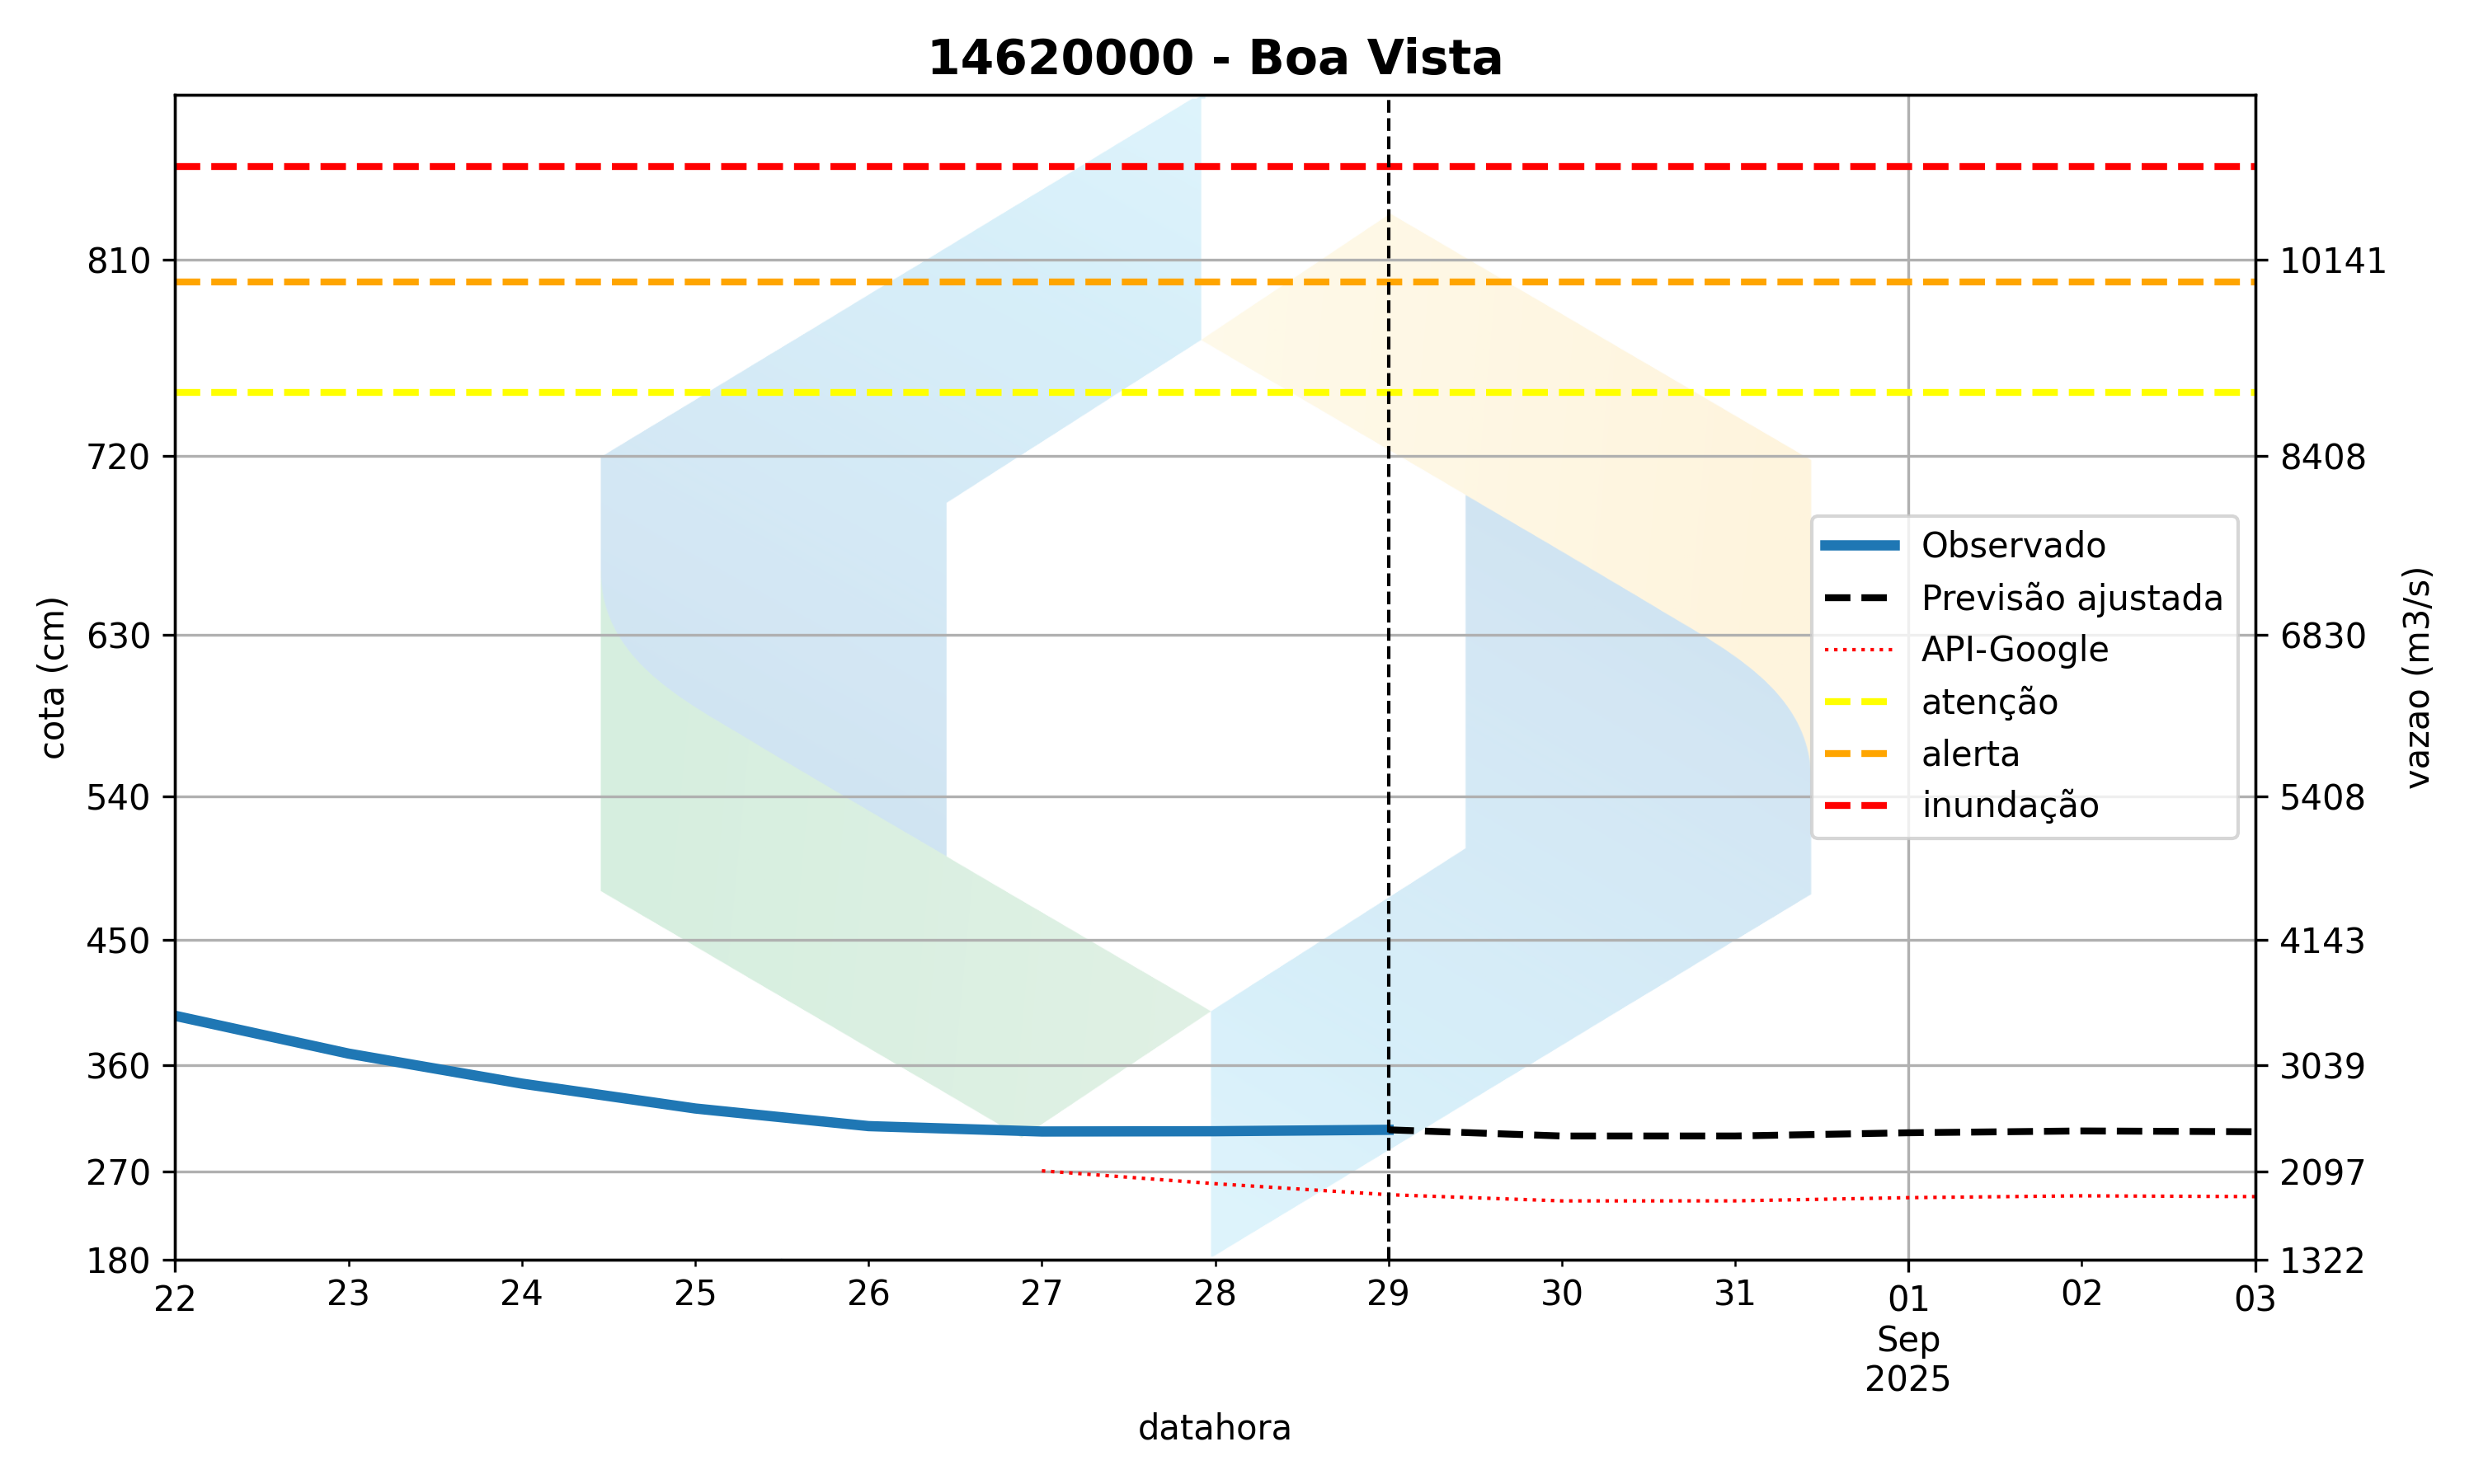 14620000 - Boa Vista
810
720
630
540
450
360
270
180
cota (cm)
10141
8408
6830
5408
4143
3039
2097
1322
vazao (m3/s)
Observado
Previsão ajustada
API-Google
atenção
alerta
inundação
22 23 24 25 26 27 28 29 30 31 01 02 03
Sep
2025
datahora